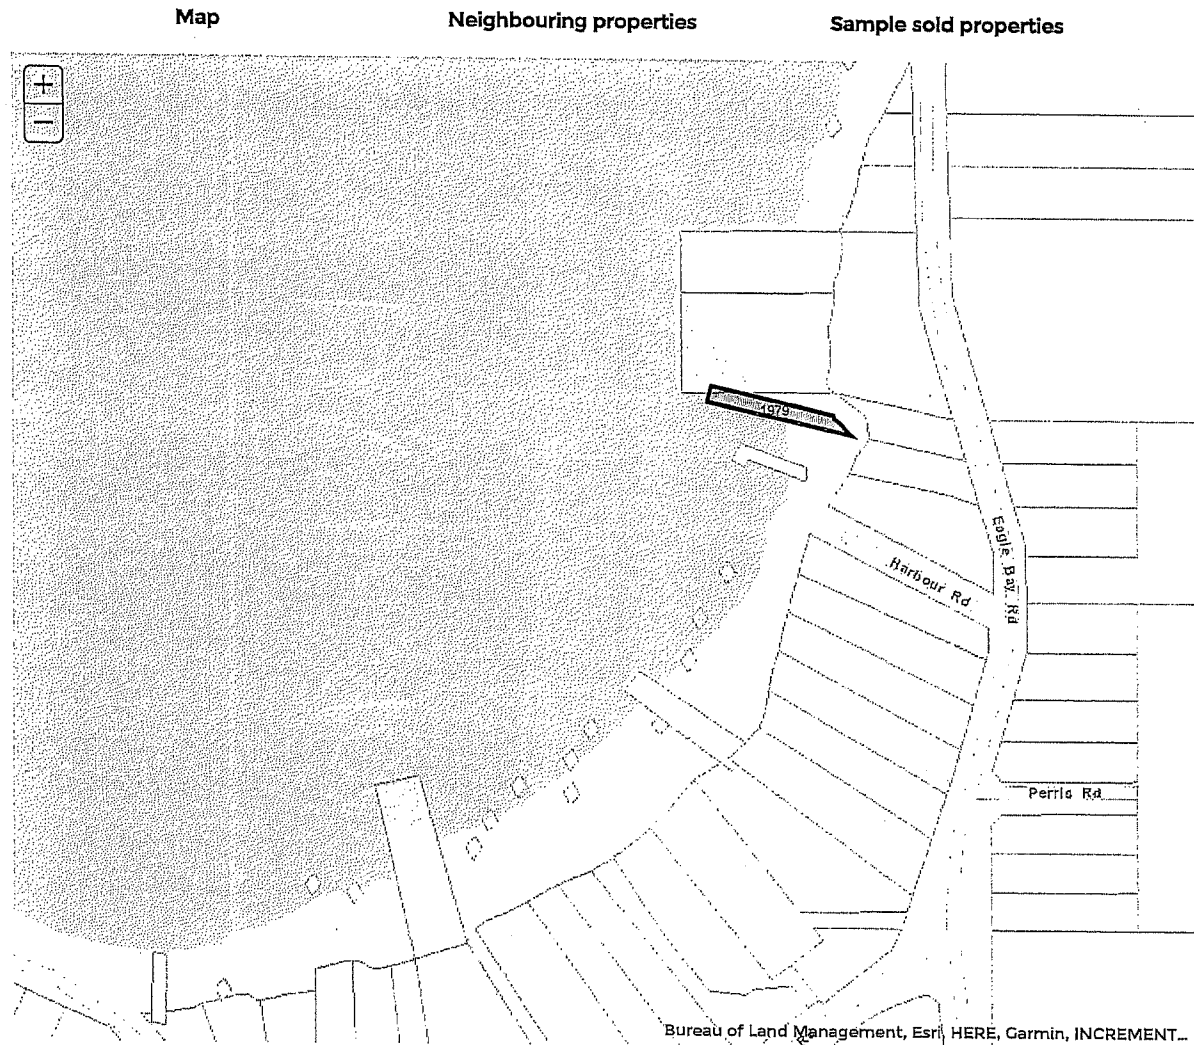 Map
Neighbouring properties
Sample sold properties
+
−
1979
Eagle Bay Rd
Harbour Rd
Perris Rd
Bureau of Land Management, Esri, HERE, Garmin, INCREMENT...